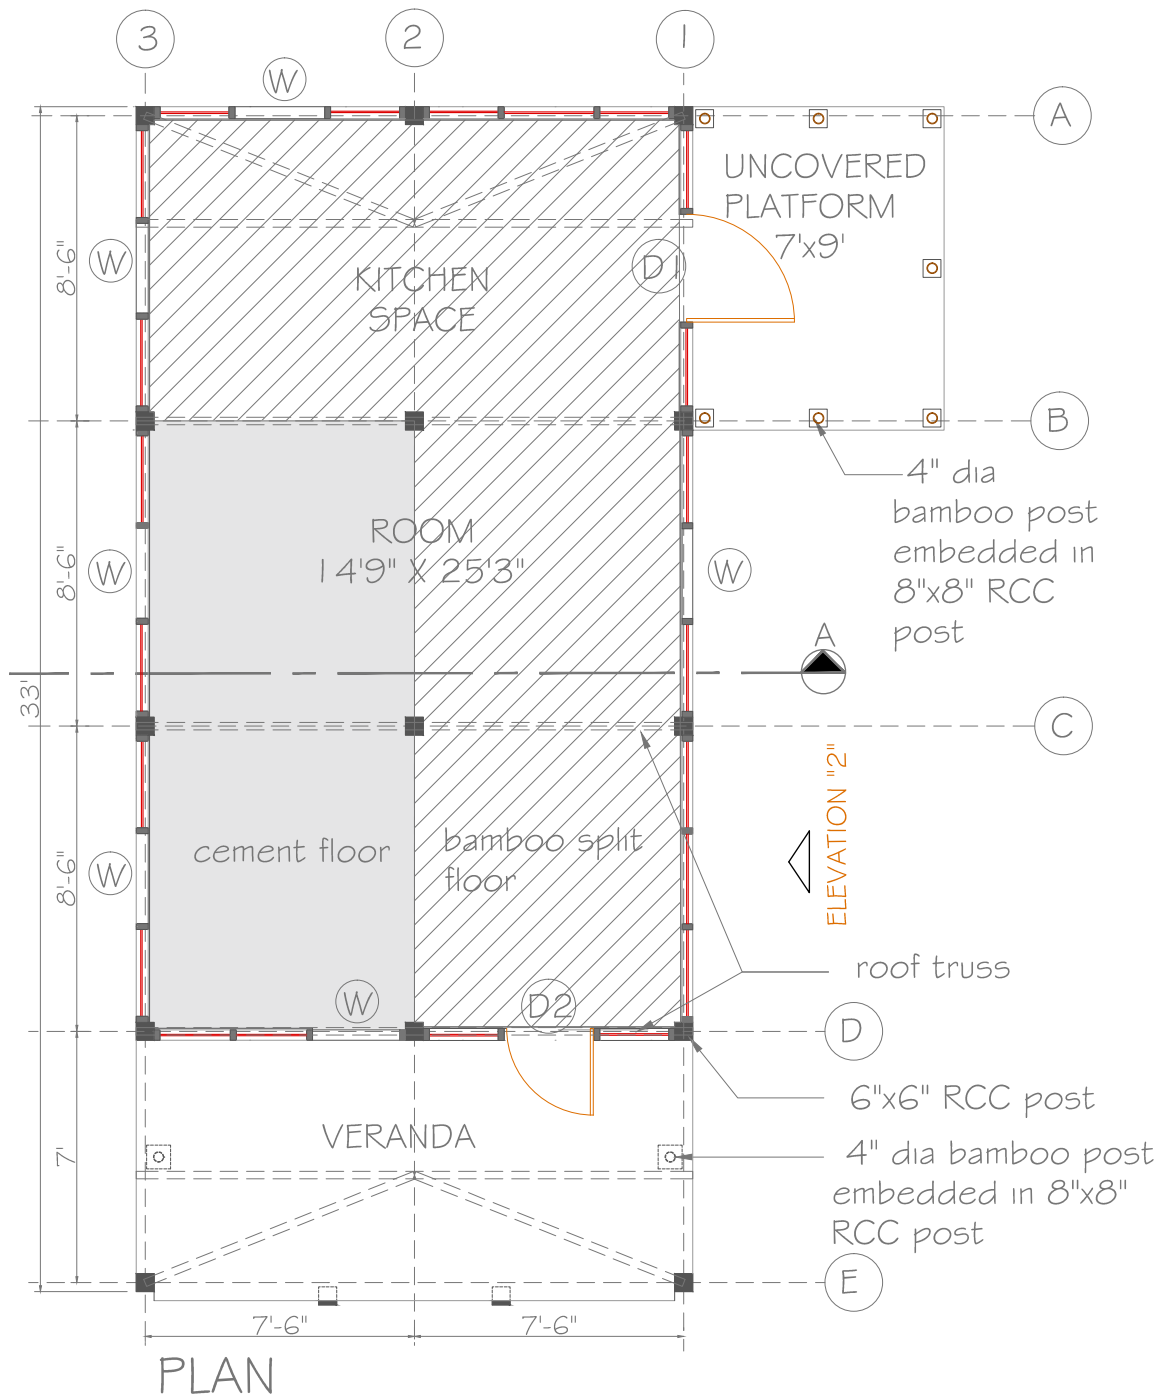 3
2
1
W
A
UNCOVERED
PLATFORM
7'x9'
8'-6"
W
D1
KITCHEN
SPACE
B
4" dia
bamboo post
embedded in
8"x8" RCC
post
8'-6"
W
ROOM
14'9" X 25'3"
W
A
33'
C
ELEVATION "2"
8'-6"
W
cement floor
bamboo split
floor
roof truss
W
D2
D
6"x6" RCC post
7'
VERANDA
4" dia bamboo post
embedded in 8"x8"
RCC post
E
7'-6"
7'-6"
PLAN